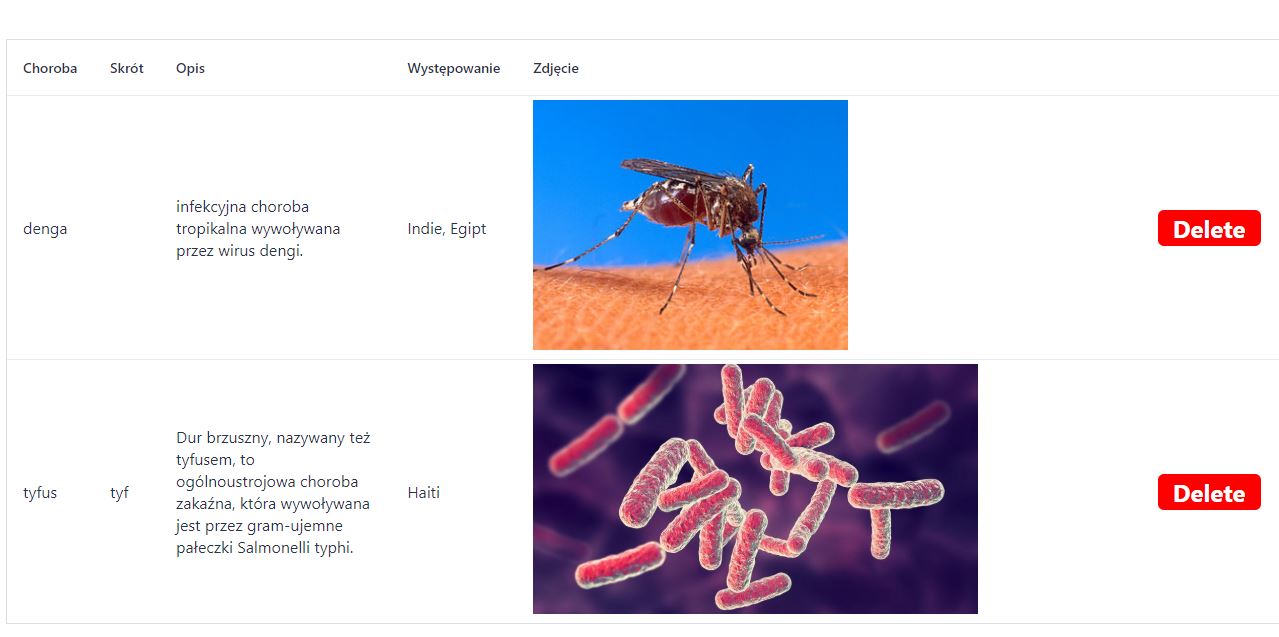 Choroba Skrót Opis Występowanie Zdjęcie
infekcyjna choroba
denga tropikalna wywoływana Indie, Egipt Delete
przez wirus dengi.
Dur brzuszny, nazywany też
tyfusem, to
ogólnoustrojowa choroba
tyfus tyf zakaźna, która wywoływana Haiti Delete
jest przez gram-ujemne
pałeczki Salmonelli typhi.